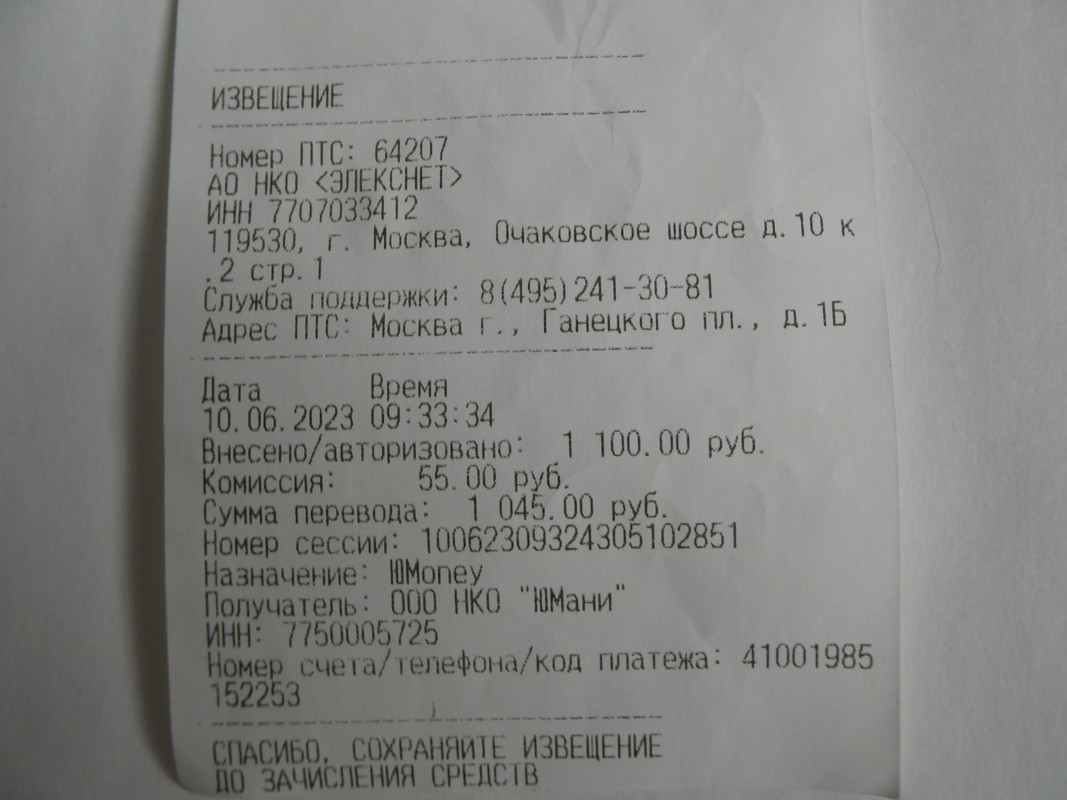 ИЗВЕЩЕНИЕ
Номер ПТС: 64207
АО НКО <ЭЛЕКСНЕТ>
ИНН 7707033412
119530, г. Москва, Очаковское шоссе д.10 к
.2 стр.1
Служба поддержки: 8(495)241-30-81
Адрес ПТС: Москва г., Ганецкого пл., д.1Б
Дата Время
10.06.2023 09:33:34
Внесено/авторизовано: 1 100.00 руб.
Комиссия: 55.00 руб.
Сумма перевода: 1 045.00 руб.
Номер сессии: 10062309324305102851
Назначение: ЮMoney
Получатель: ООО НКО "ЮМани"
ИНН: 7750005725
Номер счета/телефона/код платежа: 41001985
152253
СПАСИБО, СОХРАНЯЙТЕ ИЗВЕЩЕНИЕ
ДО ЗАЧИСЛЕНИЯ СРЕДСТВ